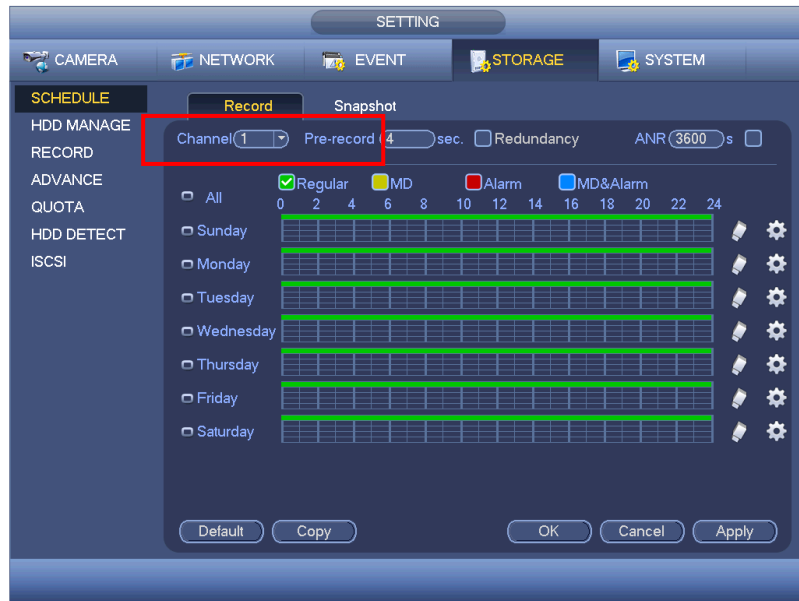 SETTING
CAMERA NETWORK EVENT STORAGE SYSTEM
SCHEDULE
HDD MANAGE
RECORD
ADVANCE
QUOTA
HDD DETECT
ISCSI
Record Snapshot
Channel 1 Pre-record 4 sec. Redundancy ANR 3600 s
All Regular MD Alarm MD&Alarm
0 2 4 6 8 10 12 14 16 18 20 22 24
Sunday
Monday
Tuesday
Wednesday
Thursday
Friday
Saturday
Default Copy OK Cancel Apply